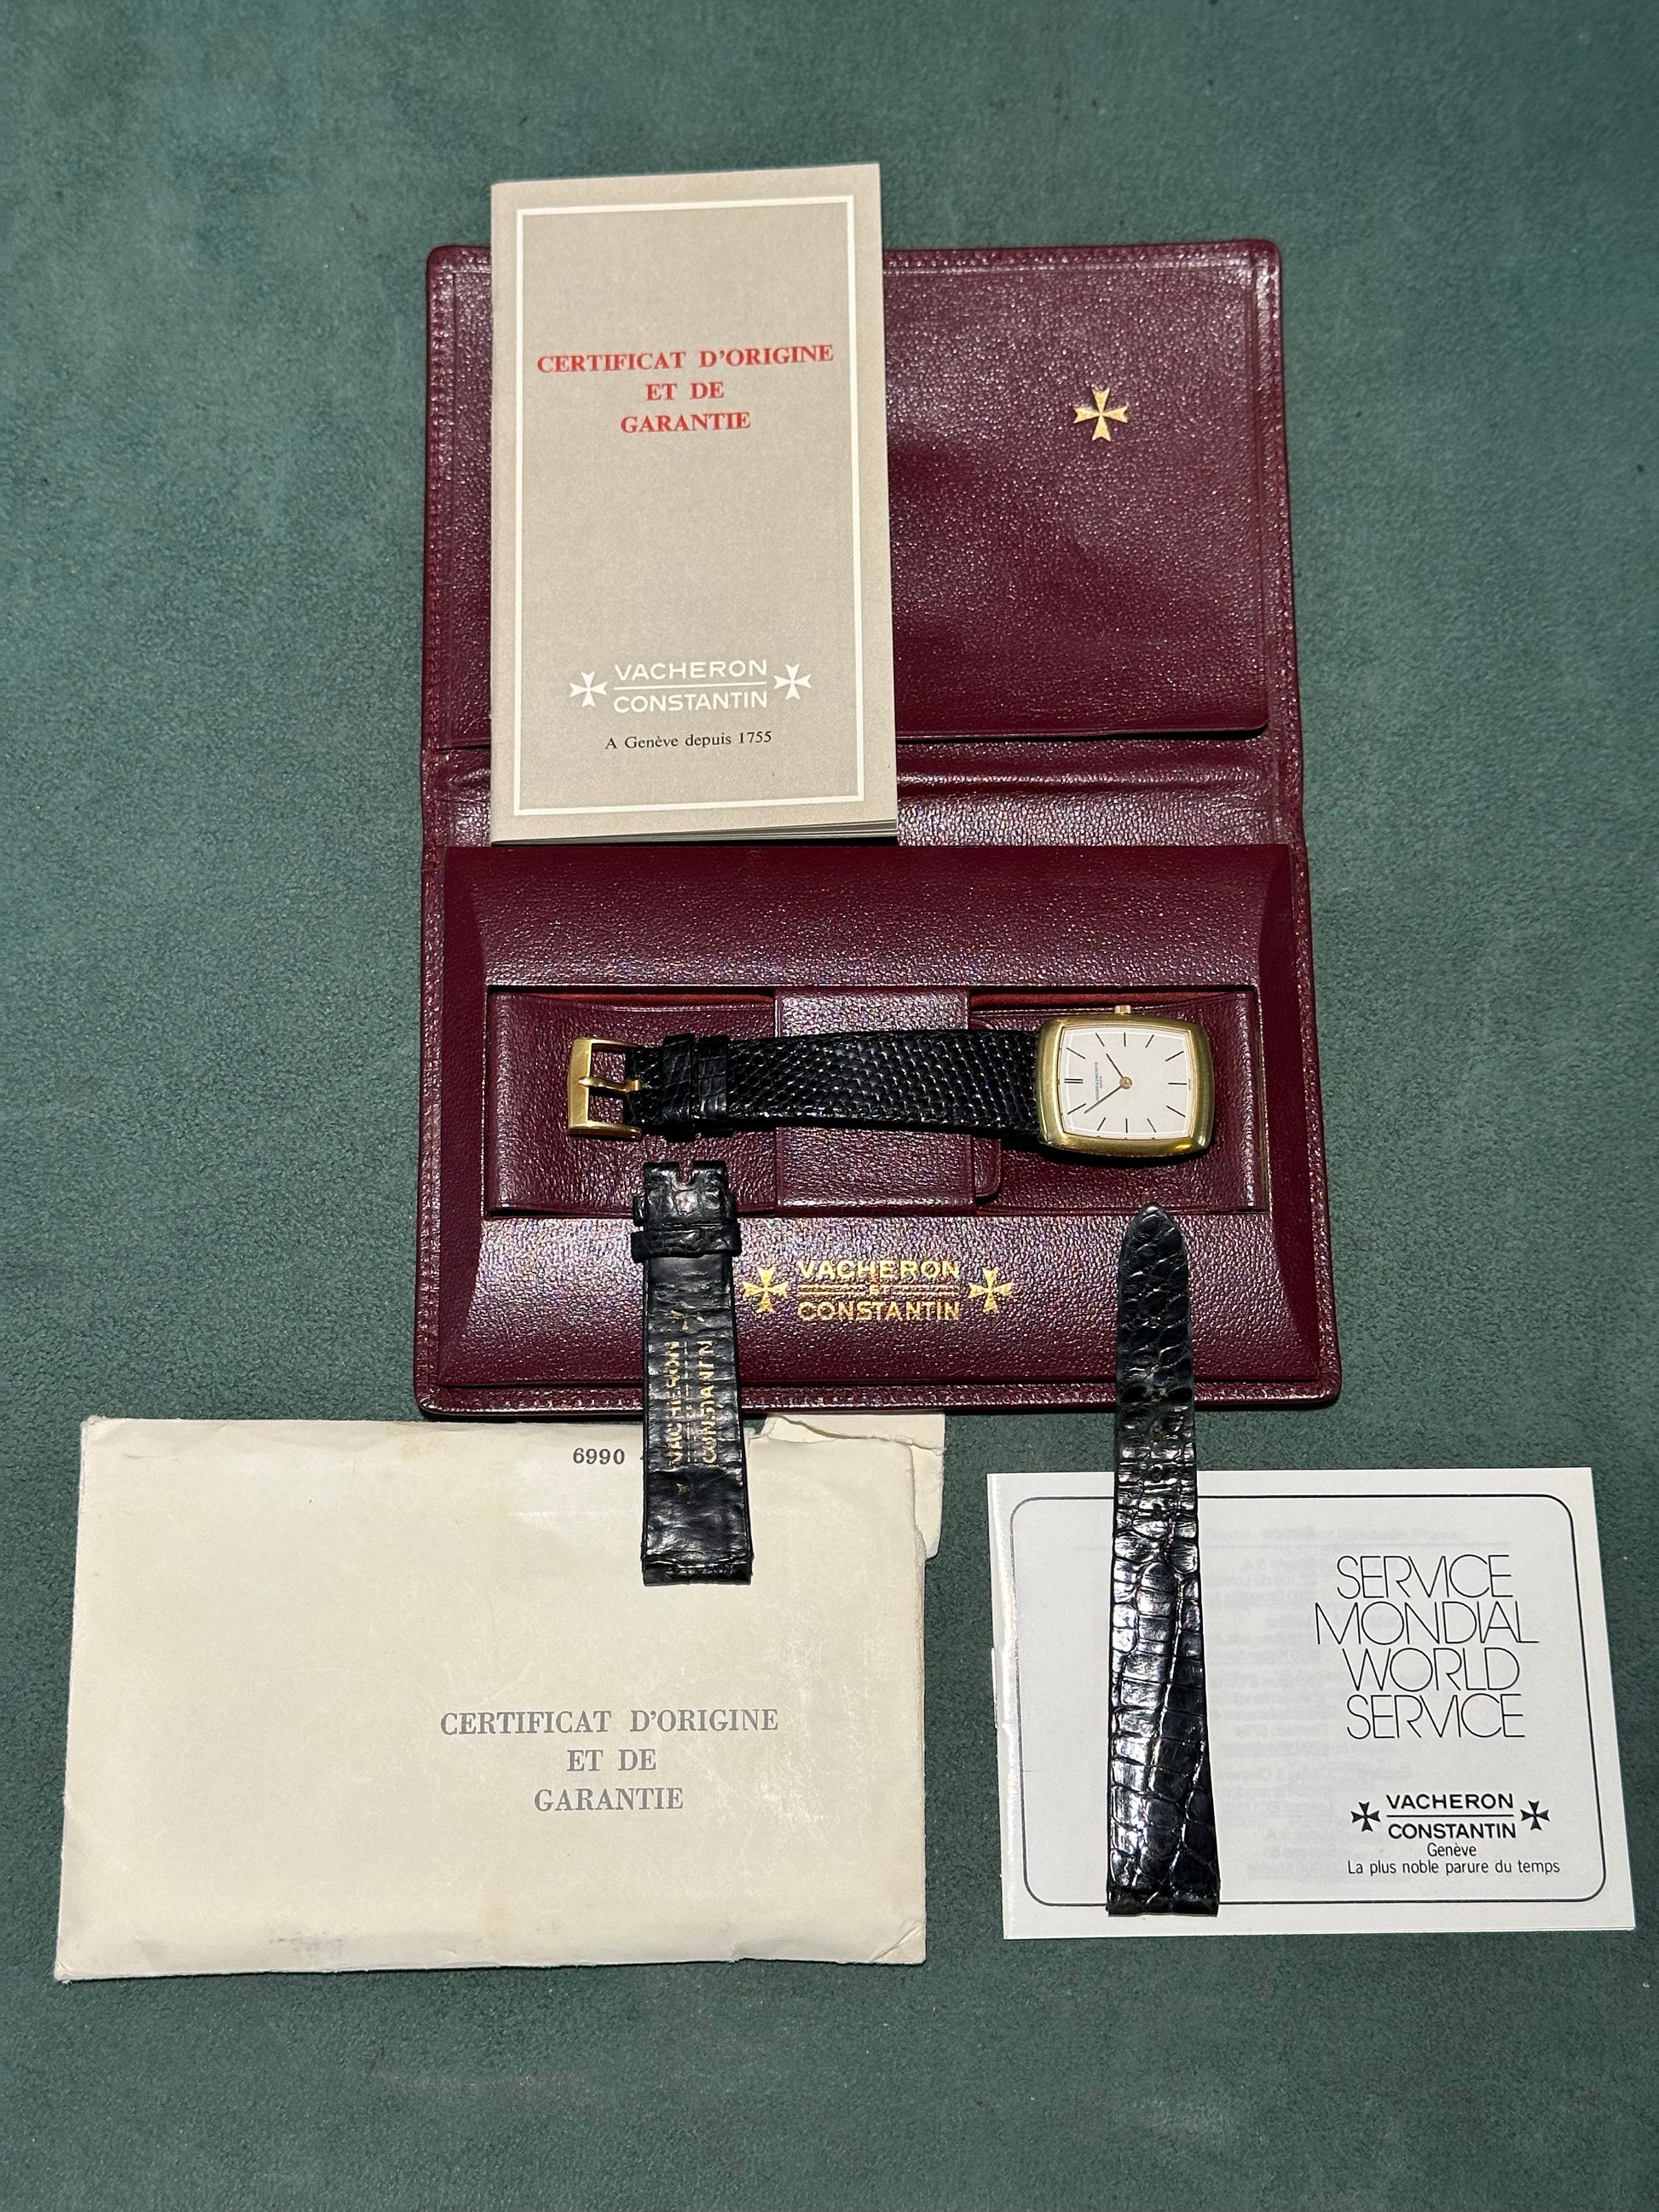 CERTIFICAT D'ORIGINE
ET DE
GARANTIE
VACHERON
CONSTANTIN
A Genève depuis 1755
VACHERON
ET
CONSTANTIN
VACHERON
CONSTANTIN
6990
CERTIFICAT D'ORIGINE
ET DE
GARANTIE
SERVICE
MONDIAL
WORLD
SERVICE
VACHERON
CONSTANTIN
Genève
La plus noble parure du temps